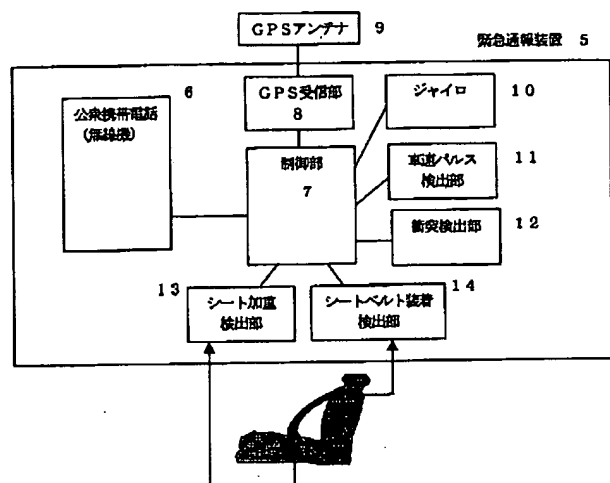 GPSアンテナ 9
緊急通報装置 5
6
公衆携帯電話
(無線機)
GPS受信部
8
ジャイロ 10
制御部
7
車速パルス
検出部
11
衝突検出部 12
13
シート加重
検出部
14
シートベルト装着
検出部